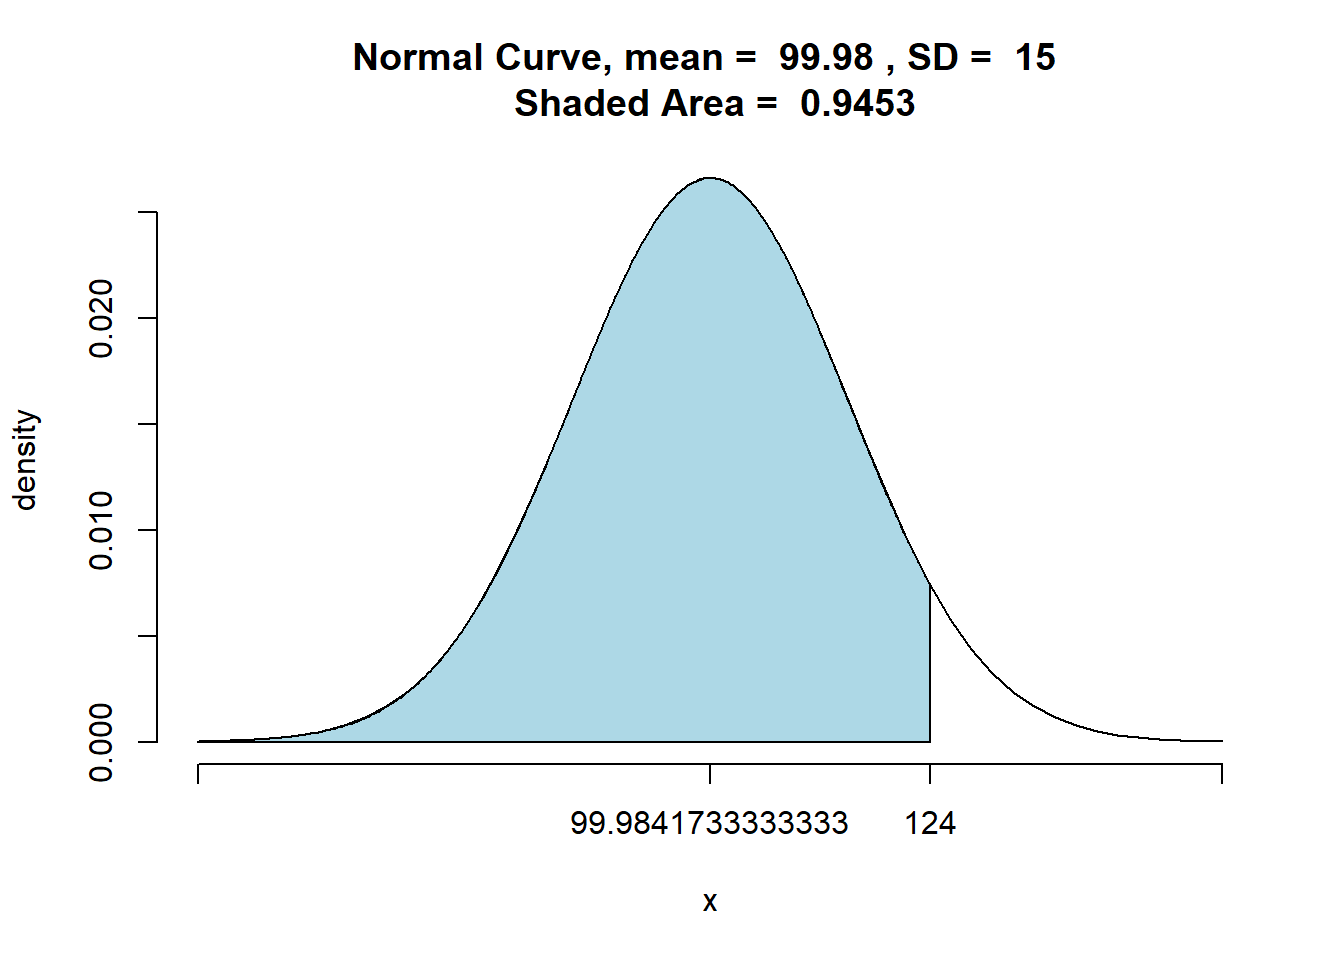 Normal Curve, mean =  99.98 , SD =  15
Shaded Area =  0.9453
density
0.020
0.010
0.000
99.9841733333333
124
x